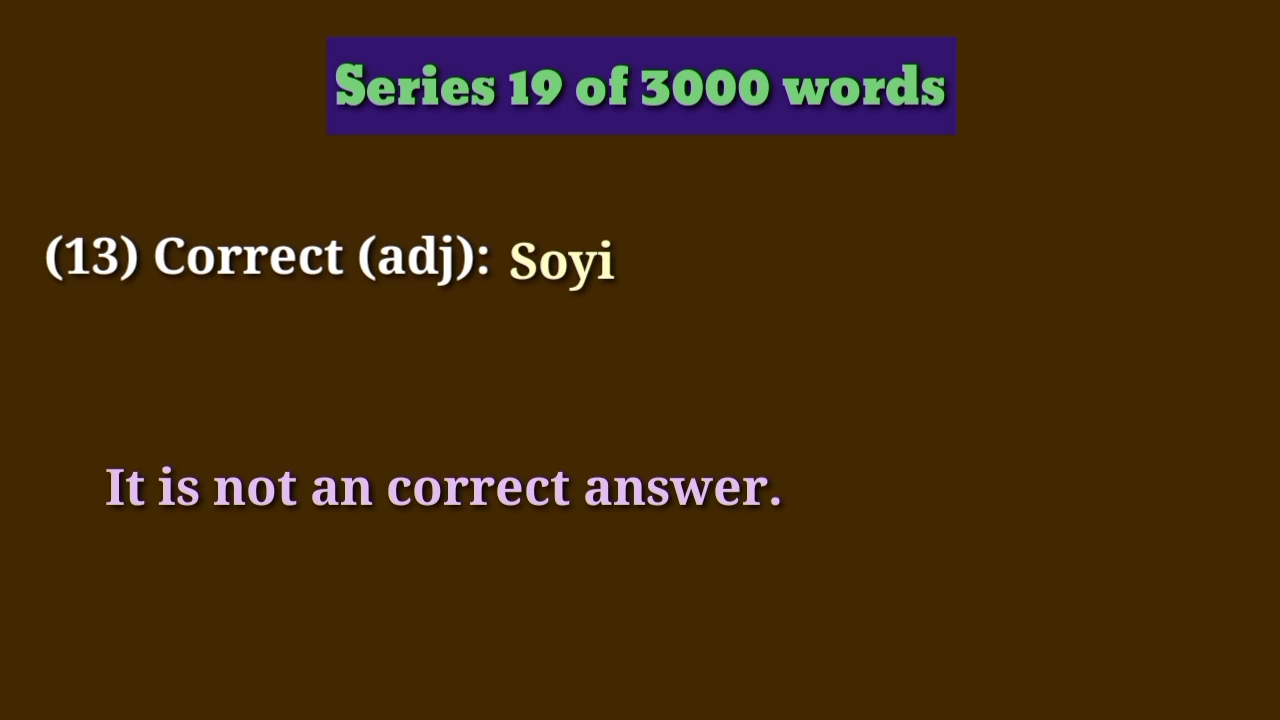 Series 19 of 3000 words
(13) Correct (adj): Soyi
It is not an correct answer.